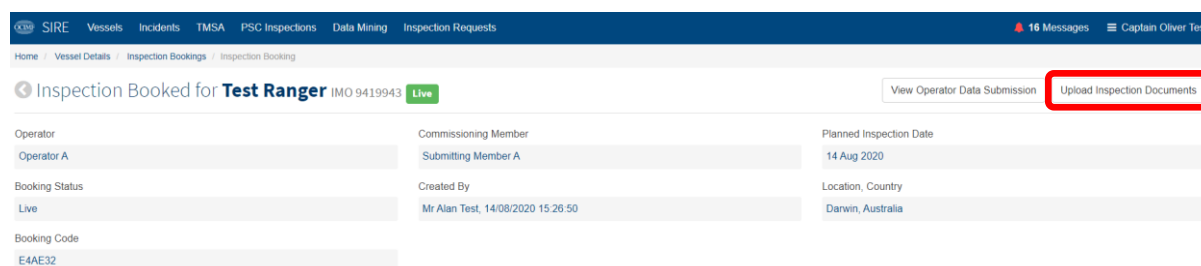 OCIMF SIRE Vessels Incidents TMSA PSC Inspections Data Mining Inspection Requests 16 Messages Captain Oliver Tes
Home / Vessel Details / Inspection Bookings / Inspection Booking
Inspection Booked for Test Ranger IMO 9419943 Live View Operator Data Submission Upload Inspection Documents
Operator Commissioning Member Planned Inspection Date
Operator A Submitting Member A 14 Aug 2020
Booking Status Created By Location, Country
Live Mr Alan Test, 14/08/2020 15:26:50 Darwin, Australia
Booking Code
E4AE32